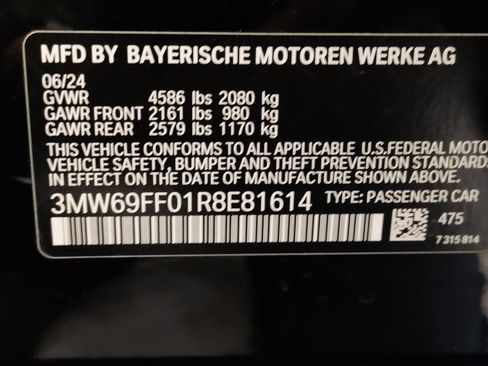 MFD BY BAYERISCHE MOTOREN WERKE AG
06/24
GVWR 4586 lbs 2080 kg
GAWR FRONT 2161 lbs 980 kg
GAWR REAR 2579 lbs 1170 kg
THIS VEHICLE CONFORMS TO ALL APPLICABLE U.S.FEDERAL MOTO
VEHICLE SAFETY, BUMPER AND THEFT PREVENTION STANDARDS
EFFECT ON THE DATE OF MANUFACTURE SHOWN ABOVE.
3MW69FF01R8E81614 TYPE: PASSENGER CAR
475
7315814